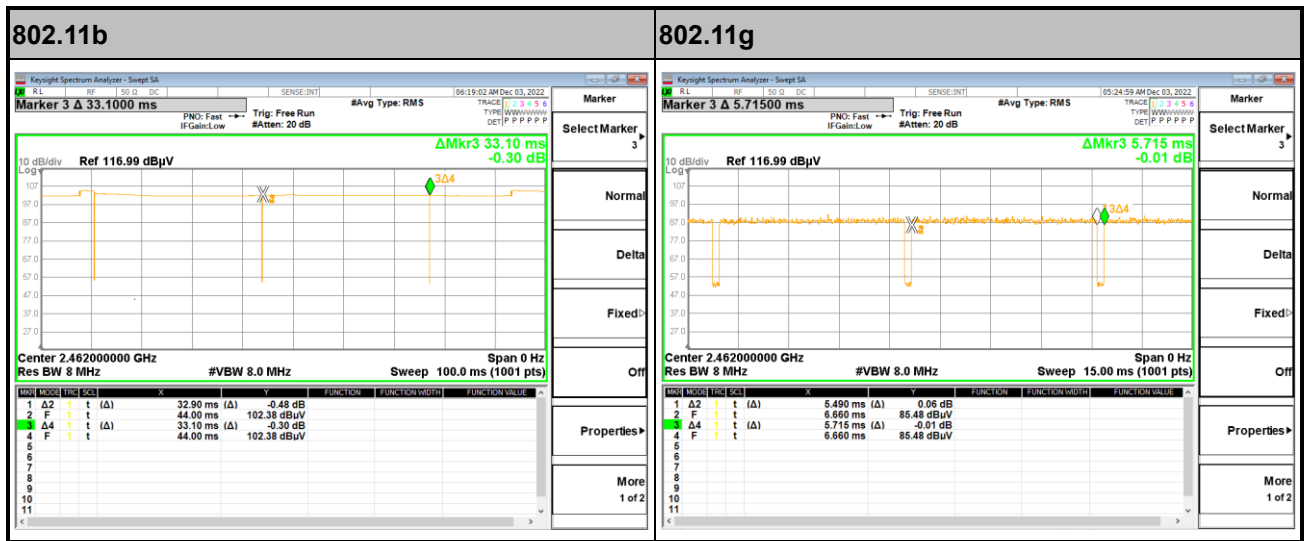 802.11b
Keysight Spectrum Analyzer - Swept SA
RL RF 50 Ω DC SENSE:INT 06:19:02 AM Dec 03, 2022
Marker 3 Δ 33.1000 ms
#Avg Type: RMS
TRACE 1 2 3 4 5 6
PNO: Fast Trig: Free Run
TYPE WWWWWW
IFGain:Low #Atten: 20 dB
DET P P P P P P
ΔMkr3 33.10 ms
-0.30 dB
10 dB/div Ref 116.99 dBµV
Log
107
97.0
87.0
77.0
67.0
57.0
47.0
37.0
27.0
3Δ4
Center 2.462000000 GHz Span 0 Hz
Res BW 8 MHz #VBW 8.0 MHz Sweep 100.0 ms (1001 pts)
MKR MODE TRC SCL X Y FUNCTION FUNCTION WIDTH FUNCTION VALUE
1 Δ2 1 t (Δ) 32.90 ms (Δ) -0.48 dB
2 F 1 t 44.00 ms 102.38 dBµV
3 Δ4 1 t (Δ) 33.10 ms (Δ) -0.30 dB
4 F 1 t 44.00 ms 102.38 dBµV
5
6
7
8
9
10
11
Marker
Select Marker
3
Normal
Delta
Fixed
Off
Properties
More
1 of 2
802.11g
Keysight Spectrum Analyzer - Swept SA
RL RF 50 Ω DC SENSE:INT 05:24:59 AM Dec 03, 2022
Marker 3 Δ 5.71500 ms
#Avg Type: RMS
TRACE 1 2 3 4 5 6
PNO: Fast Trig: Free Run
TYPE WWWWWW
IFGain:Low #Atten: 20 dB
DET P P P P P P
ΔMkr3 5.715 ms
-0.01 dB
10 dB/div Ref 116.99 dBµV
Log
107
97.0
87.0
77.0
67.0
57.0
47.0
37.0
27.0
3Δ4
Center 2.462000000 GHz Span 0 Hz
Res BW 8 MHz #VBW 8.0 MHz Sweep 15.00 ms (1001 pts)
MKR MODE TRC SCL X Y FUNCTION FUNCTION WIDTH FUNCTION VALUE
1 Δ2 1 t (Δ) 5.490 ms (Δ) 0.06 dB
2 F 1 t 6.660 ms 85.48 dBµV
3 Δ4 1 t (Δ) 5.715 ms (Δ) -0.01 dB
4 F 1 t 6.660 ms 85.48 dBµV
5
6
7
8
9
10
11
Marker
Select Marker
3
Normal
Delta
Fixed
Off
Properties
More
1 of 2